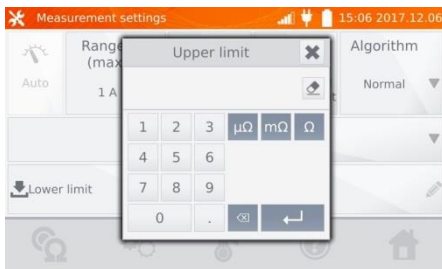 Measurement settings 15:06 2017.12.06
Range
(max
Algorithm
Auto
1 A
Normal
Upper limit
1 2 3 μΩ mΩ Ω
4 5 6
7 8 9
0 .
Lower limit